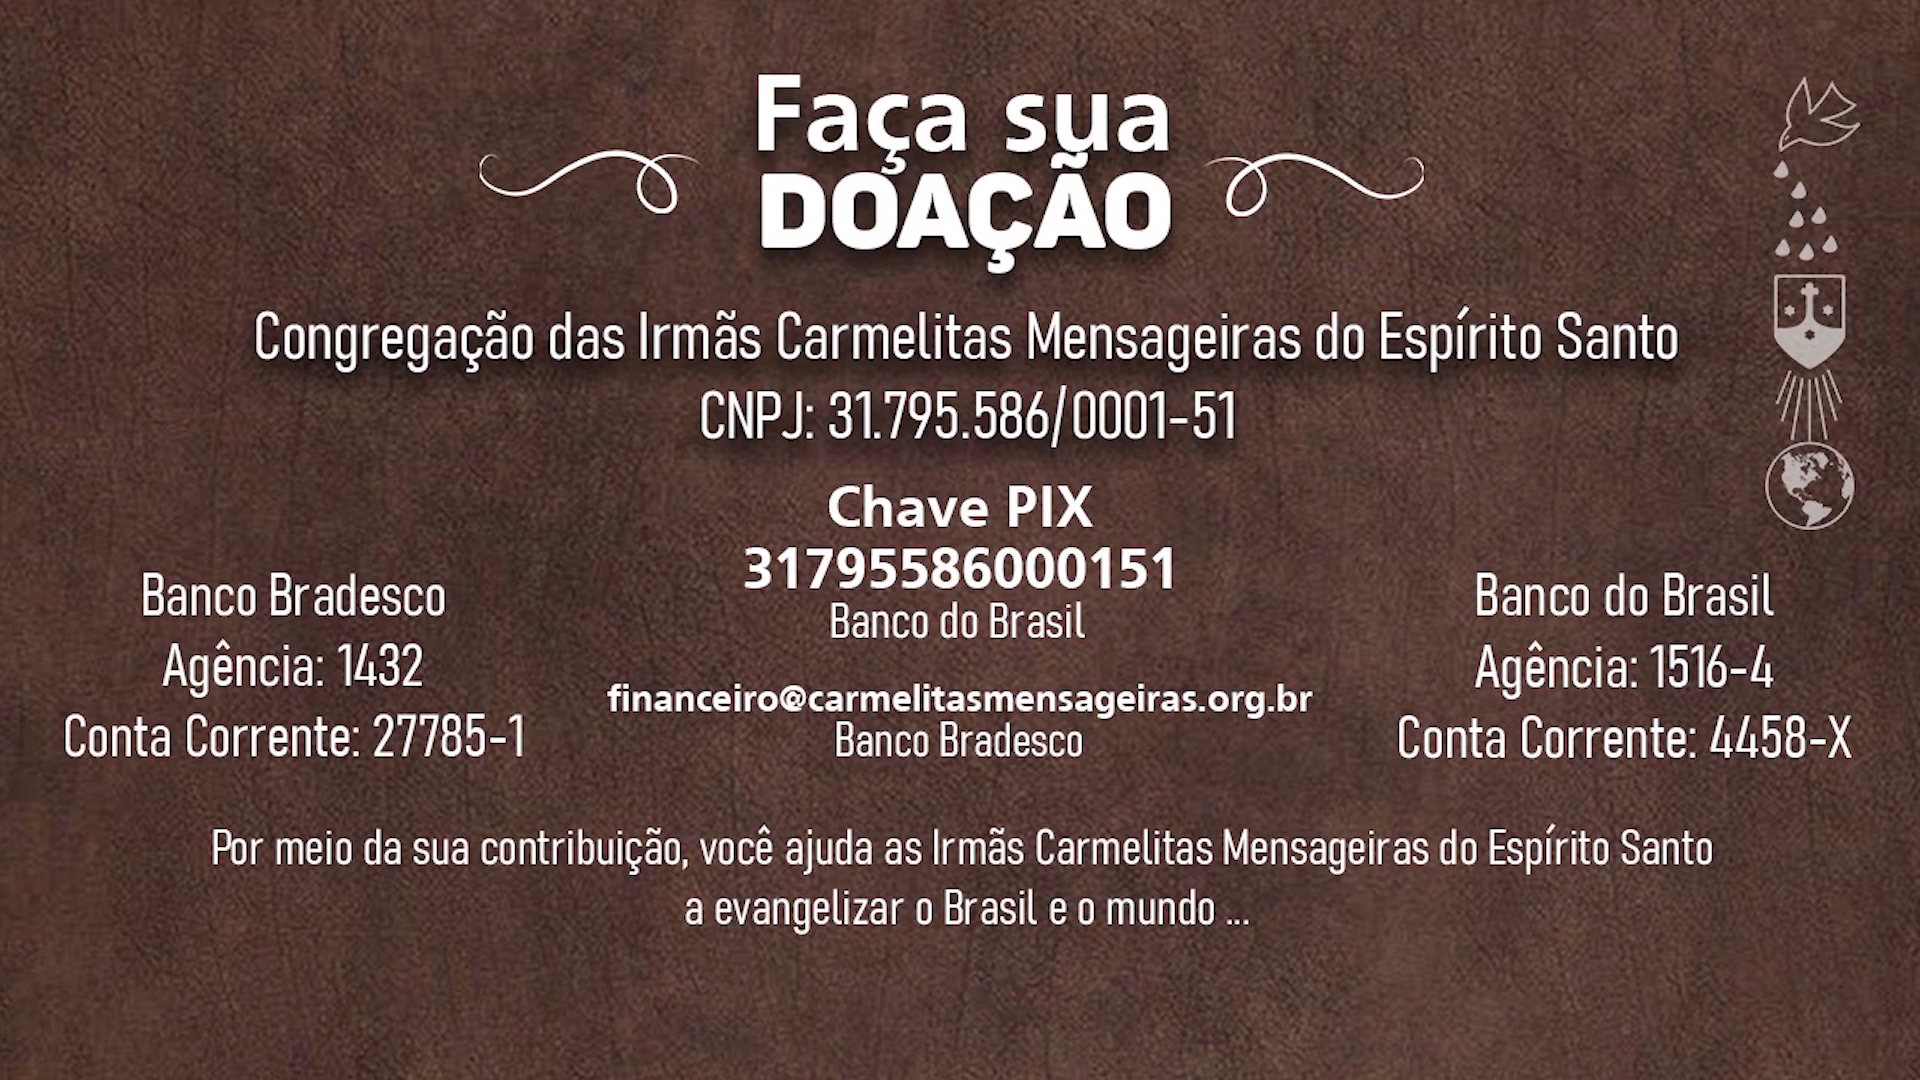 Faça sua
DOAÇÃO
Congregação das Irmãs Carmelitas Mensageiras do Espírito Santo
CNPJ: 31.795.586/0001-51
Chave PIX
31795586000151
Banco do Brasil
financeiro@carmelitasmensageiras.org.br
Banco Bradesco
Banco Bradesco
Agência: 1432
Conta Corrente: 27785-1
Banco do Brasil
Agência: 1516-4
Conta Corrente: 4458-X
Por meio da sua contribuição, você ajuda as Irmãs Carmelitas Mensageiras do Espírito Santo
a evangelizar o Brasil e o mundo ...